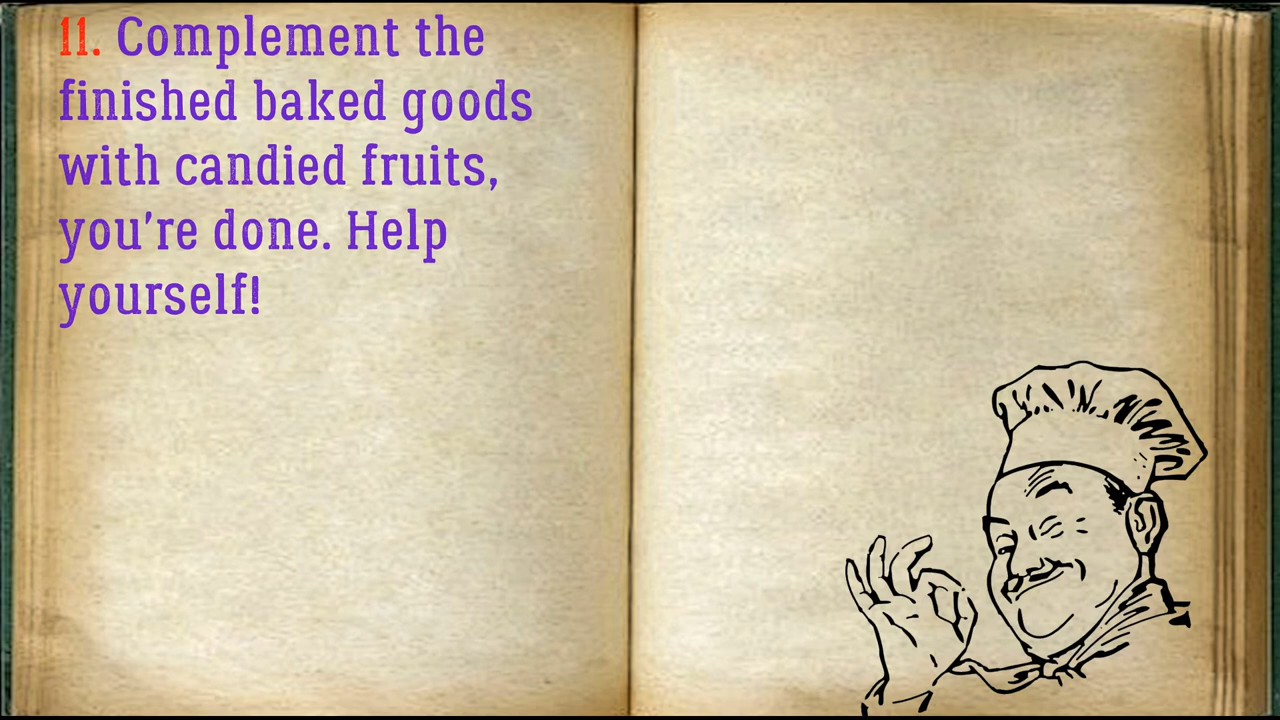 11. Complement the
finished baked goods
with candied fruits,
you're done. Help
yourself!